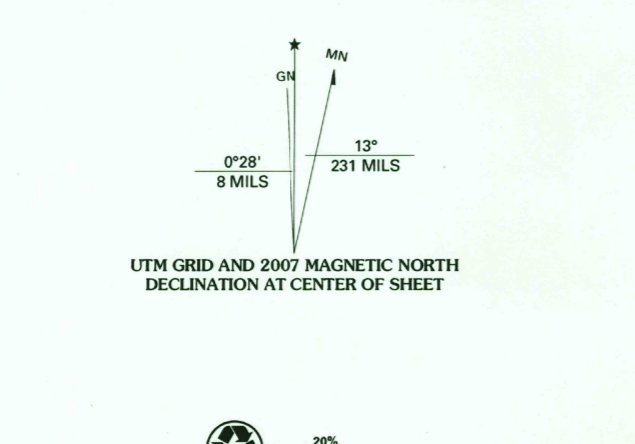 MN
GN
13°
231 MILS
0°28'
8 MILS
UTM GRID AND 2007 MAGNETIC NORTH
DECLINATION AT CENTER OF SHEET
20%